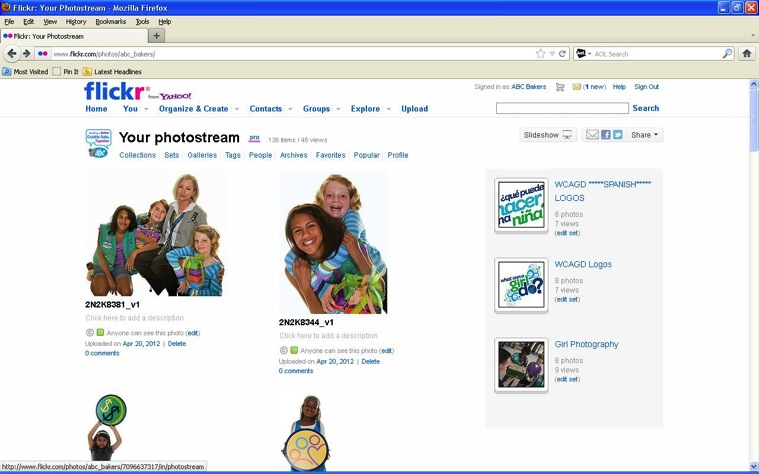 Flickr: Your Photostream - Mozilla Firefox
File Edit View History Bookmarks Tools Help
Flickr: Your Photostream
www.flickr.com/photos/abc_bakers/
AOL Search
Most Visited Pin It Latest Headlines
flickr from YAHOO!
Signed in as ABC Bakers (1 new) Help Sign Out
Home You Organize & Create Contacts Groups Explore Upload Search
Your photostream pro 136 items / 48 views
Slideshow Share
Collections Sets Galleries Tags People Archives Favorites Popular Profile
2N2K8381_v1
Click here to add a description
Anyone can see this photo (edit)
Uploaded on Apr 20, 2012 | Delete
0 comments
2N2K8344_v1
Click here to add a description
Anyone can see this photo (edit)
Uploaded on Apr 20, 2012 | Delete
0 comments
¿qué puede
hacer
una
niña
WCAGD *****SPANISH*****
LOGOS
6 photos
7 views
(edit set)
what can a
girl
do?
WCAGD Logos
6 photos
7 views
(edit set)
Girl Photography
6 photos
9 views
(edit set)
http://www.flickr.com/photos/abc_bakers/7096637317/in/photostream